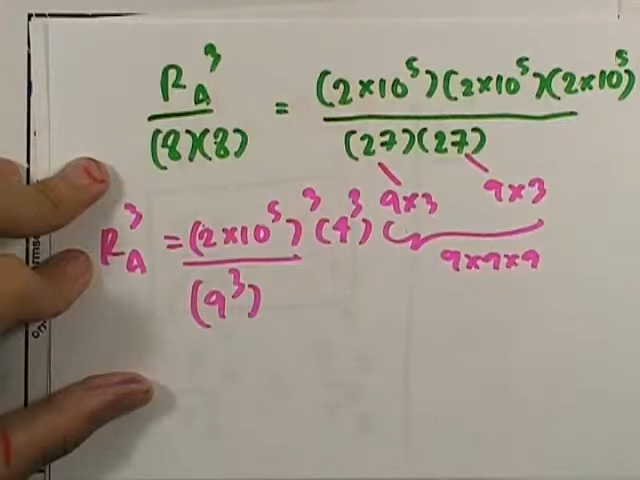 R_A^3 / (8)(8) = (2×10^5)(2×10^5)(2×10^5) / (27)(27)
9×3 9×3
R_A^3 = (2×10^5)^3 (4^3) / (9^3)
9×9×9